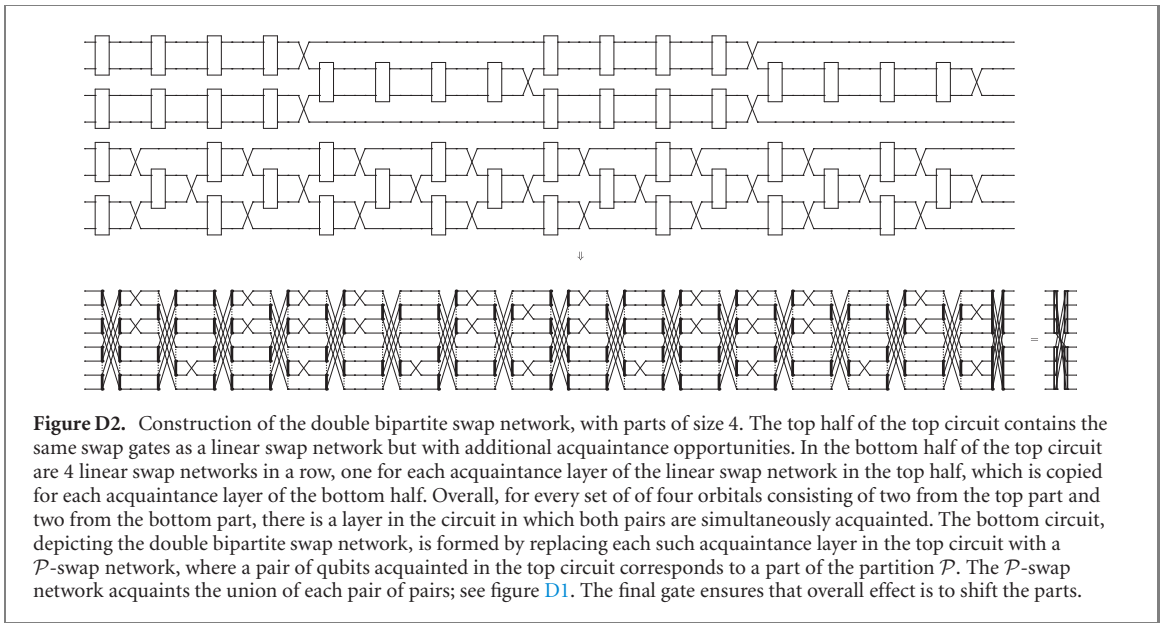 ⇓
=
Figure D2. Construction of the double bipartite swap network, with parts of size 4. The top half of the top circuit contains the
same swap gates as a linear swap network but with additional acquaintance opportunities. In the bottom half of the top circuit
are 4 linear swap networks in a row, one for each acquaintance layer of the linear swap network in the top half, which is copied
for each acquaintance layer of the bottom half. Overall, for every set of of four orbitals consisting of two from the top part and
two from the bottom part, there is a layer in the circuit in which both pairs are simultaneously acquainted. The bottom circuit,
depicting the double bipartite swap network, is formed by replacing each such acquaintance layer in the top circuit with a
𝒫-swap network, where a pair of qubits acquainted in the top circuit corresponds to a part of the partition 𝒫. The 𝒫-swap
network acquaints the union of each pair of pairs; see figure D1. The final gate ensures that overall effect is to shift the parts.